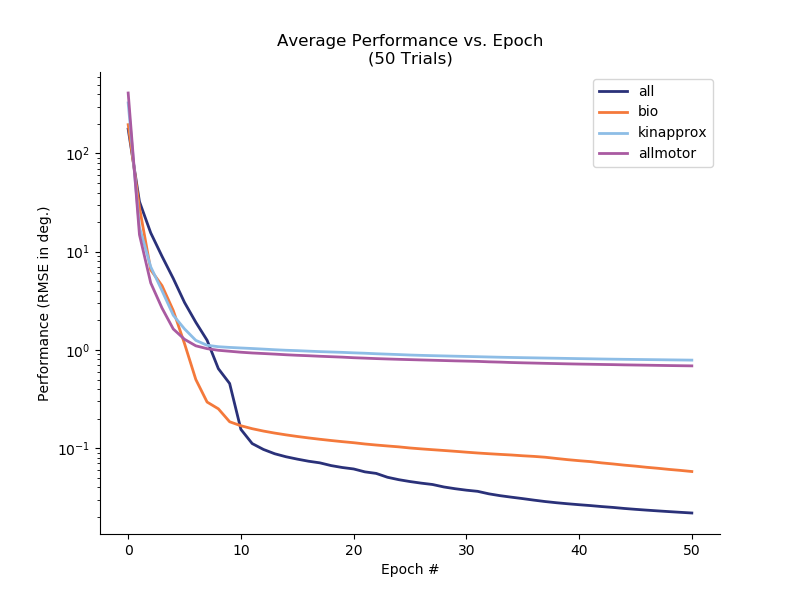 Average Performance vs. Epoch
(50 Trials)
all
bio
kinapprox
allmotor
Performance (RMSE in deg.)
10²
10¹
10⁰
10⁻¹
0 10 20 30 40 50
Epoch #